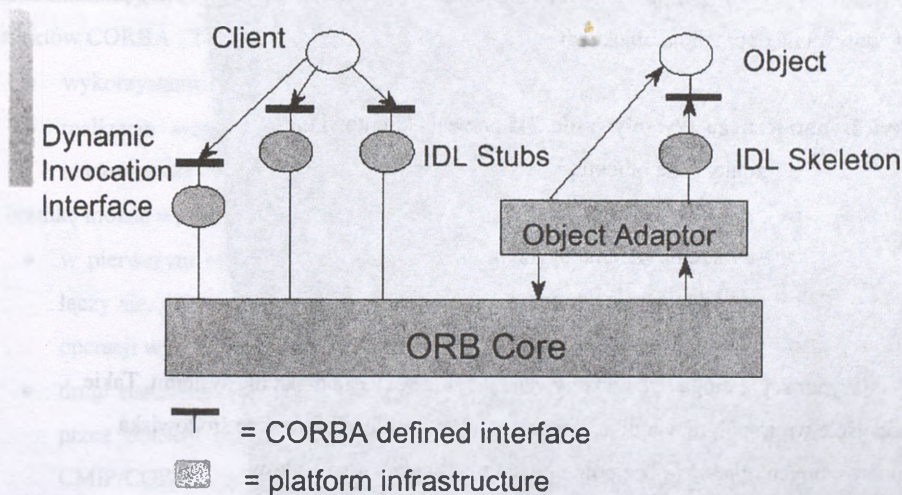 Client
Object
Dynamic
Invocation
Interface
IDL Stubs
IDL Skeleton
Object Adaptor
ORB Core
= CORBA defined interface
= platform infrastructure